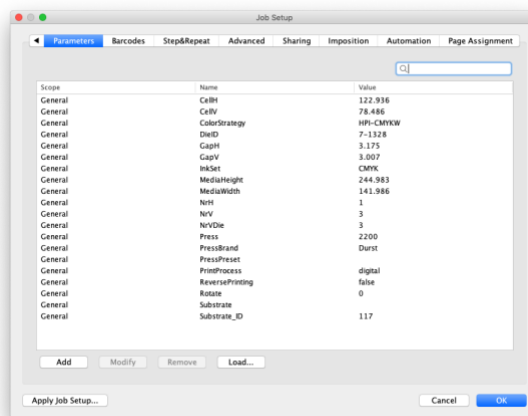 Job Setup
Parameters Barcodes Step&Repeat Advanced Sharing Imposition Automation Page Assignment
Scope Name Value
General CellH 122.936
General CellV 78.486
General ColorStrategy HPI-CMYKW
General DieID 7-1328
General GapH 3.175
General GapV 3.007
General InkSet CMYK
General MediaHeight 244.983
General MediaWidth 141.986
General NrH 1
General NrV 3
General NrVDie 3
General Press 2200
General PressBrand Durst
General PressPreset
General PrintProcess digital
General ReversePrinting false
General Rotate 0
General Substrate
General Substrate_ID 117
Add Modify Remove Load...
Apply Job Setup... Cancel OK